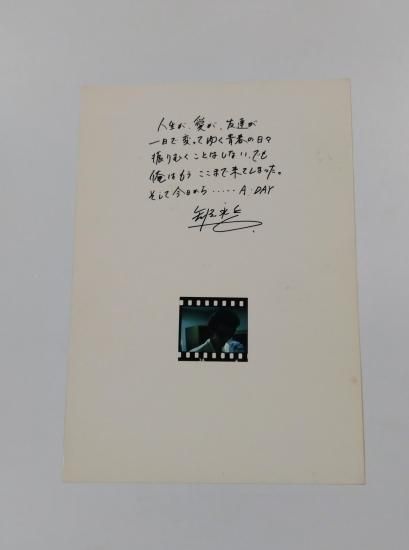 人生が、愛が、友達が
一日で変ってゆく青春の日々
振りむくことはしない、でも
俺はもう ここまで来てしまった。
そして今日から……A DAY